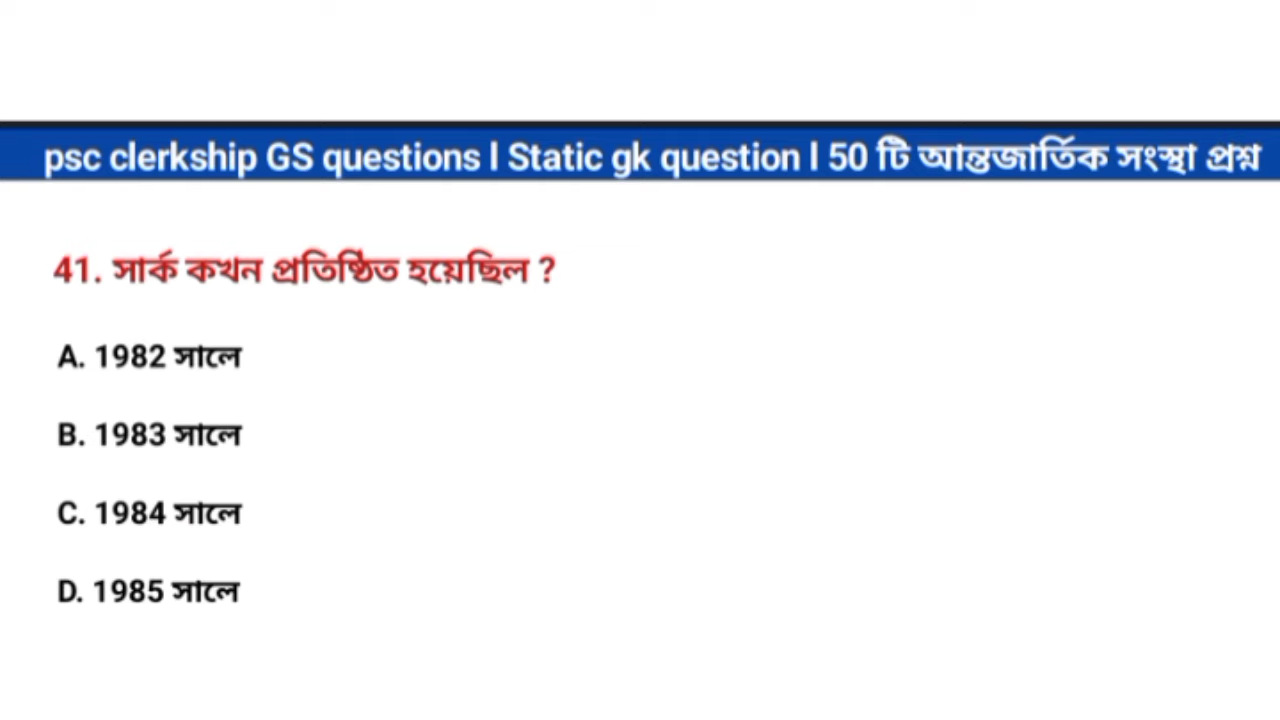 psc clerkship GS questions l Static gk question l 50 টি আন্তজার্তিক সংস্থা প্রশ্ন
41. সার্ক কখন প্রতিষ্ঠিত হয়েছিল ?
A. 1982 সালে
B. 1983 সালে
C. 1984 সালে
D. 1985 সালে